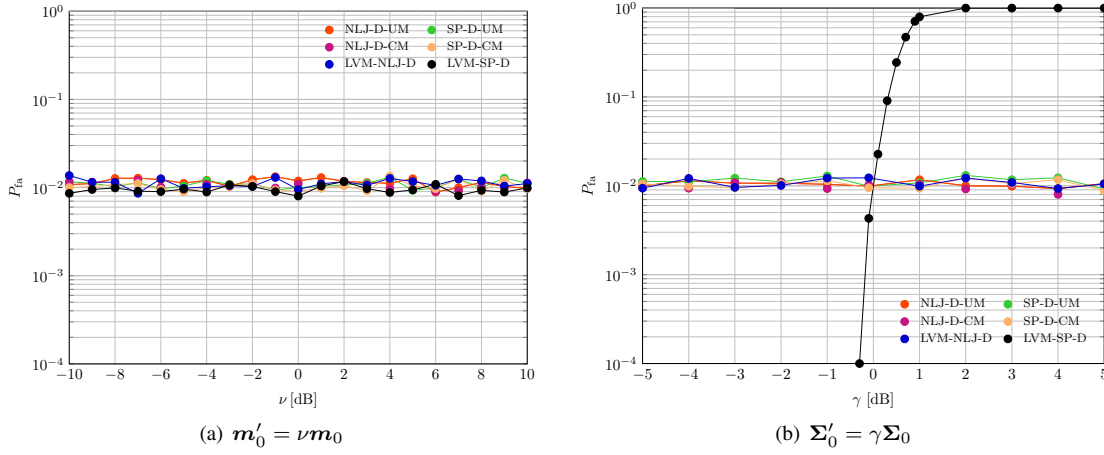 10^0
10^-1
10^-2
10^-3
10^-4
P_fa
NLJ-D-UM
SP-D-UM
NLJ-D-CM
SP-D-CM
LVM-NLJ-D
LVM-SP-D
−10 −8 −6 −4 −2 0 2 4 6 8 10
ν [dB]
(a) m′_0 = νm_0
10^0
10^-1
10^-2
10^-3
10^-4
P_fa
NLJ-D-UM
SP-D-UM
NLJ-D-CM
SP-D-CM
LVM-NLJ-D
LVM-SP-D
−5 −4 −3 −2 −1 0 1 2 3 4 5
γ [dB]
(b) Σ′_0 = γΣ_0